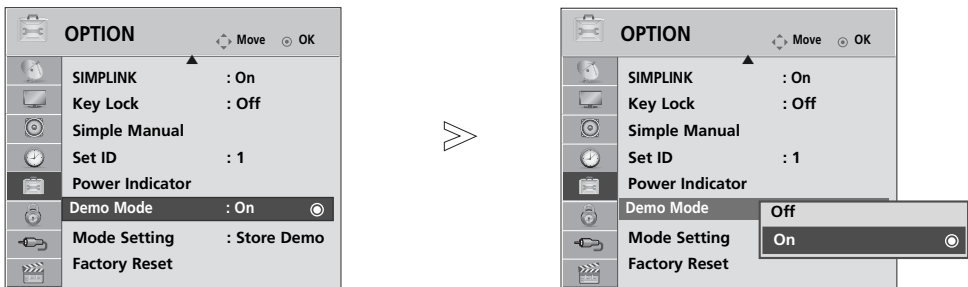 OPTION Move OK
SIMPLINK : On
Key Lock : Off
Simple Manual
Set ID : 1
Power Indicator
Demo Mode : On
Mode Setting : Store Demo
Factory Reset
OPTION Move OK
SIMPLINK : On
Key Lock : Off
Simple Manual
Set ID : 1
Power Indicator
Demo Mode
Off
Mode Setting
On
Factory Reset